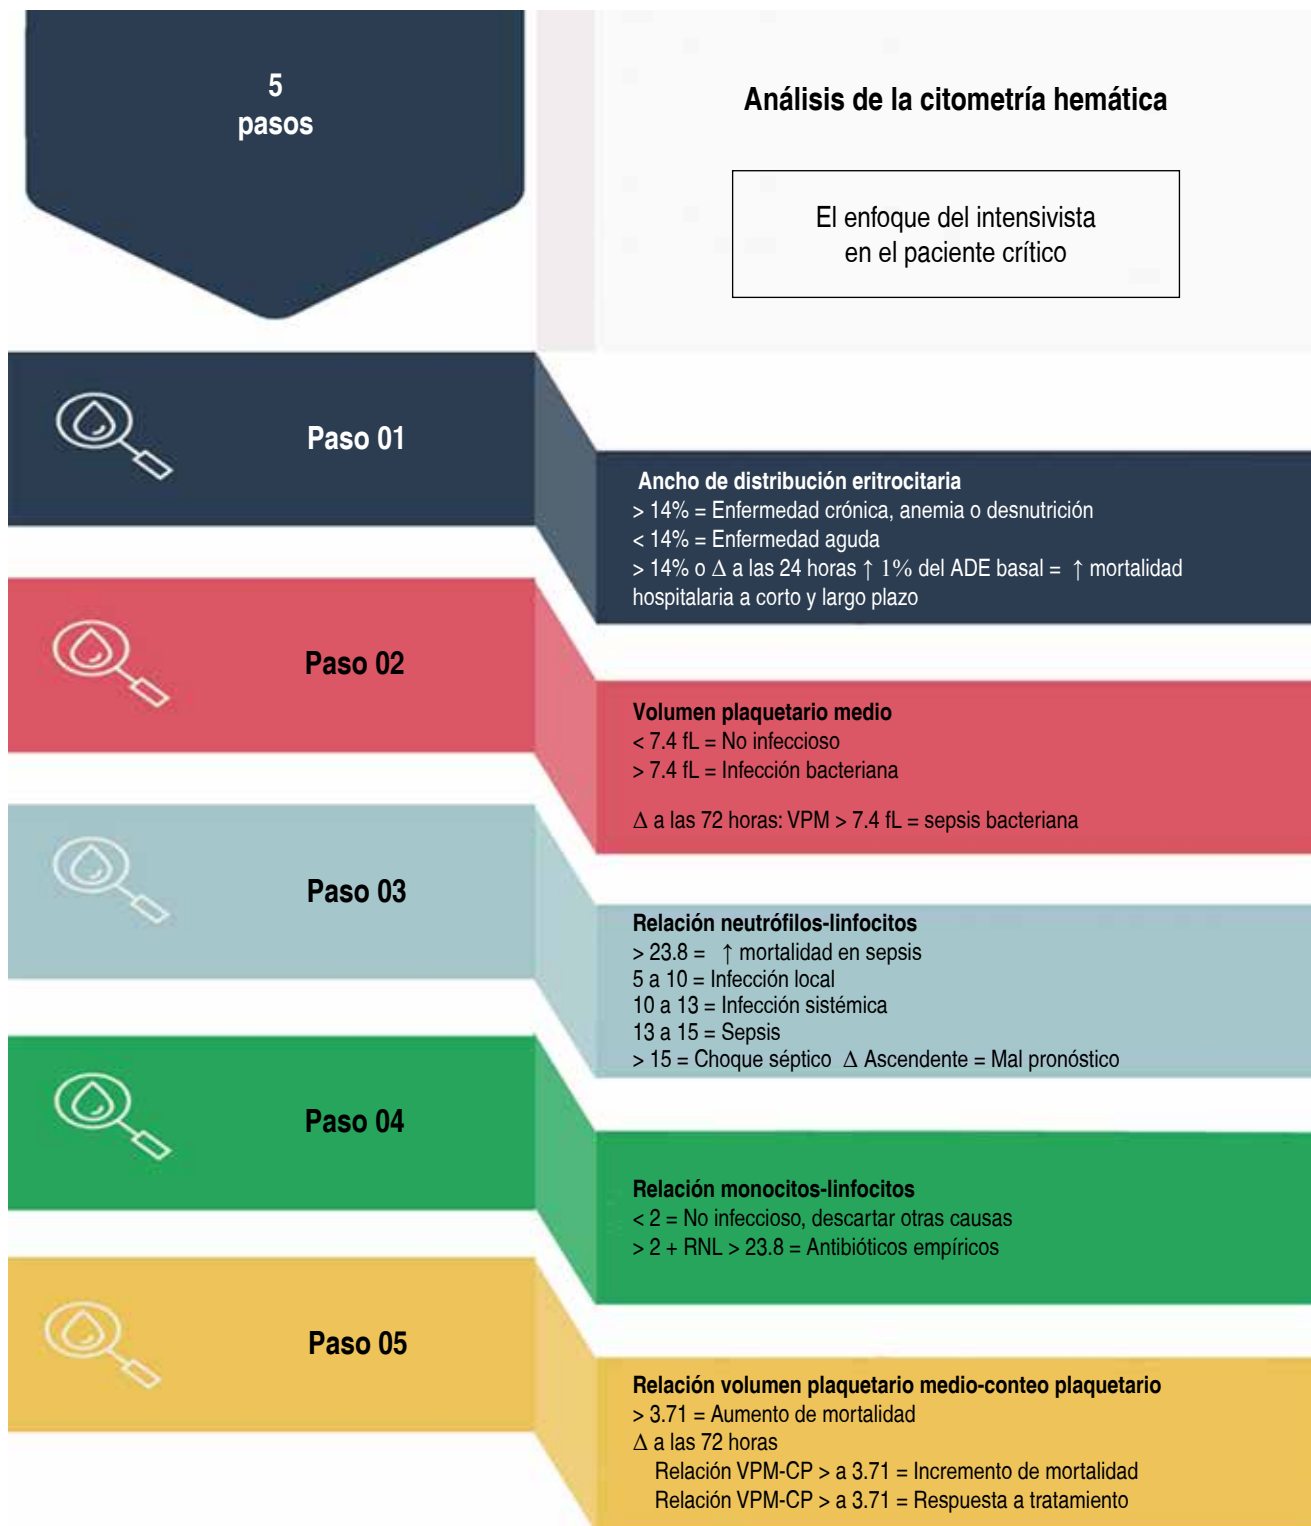 5
pasos
Análisis de la citometría hemática
El enfoque del intensivista
en el paciente crítico
Paso 01
Ancho de distribución eritrocitaria
> 14% = Enfermedad crónica, anemia o desnutrición
< 14% = Enfermedad aguda
> 14% o Δ a las 24 horas ↑ 1% del ADE basal = ↑ mortalidad
hospitalaria a corto y largo plazo
Paso 02
Volumen plaquetario medio
< 7.4 fL = No infeccioso
> 7.4 fL = Infección bacteriana
Δ a las 72 horas: VPM > 7.4 fL = sepsis bacteriana
Paso 03
Relación neutrófilos-linfocitos
> 23.8 = ↑ mortalidad en sepsis
5 a 10 = Infección local
10 a 13 = Infección sistémica
13 a 15 = Sepsis
> 15 = Choque séptico Δ Ascendente = Mal pronóstico
Paso 04
Relación monocitos-linfocitos
< 2 = No infeccioso, descartar otras causas
> 2 + RNL > 23.8 = Antibióticos empíricos
Paso 05
Relación volumen plaquetario medio-conteo plaquetario
> 3.71 = Aumento de mortalidad
Δ a las 72 horas
Relación VPM-CP > a 3.71 = Incremento de mortalidad
Relación VPM-CP > a 3.71 = Respuesta a tratamiento